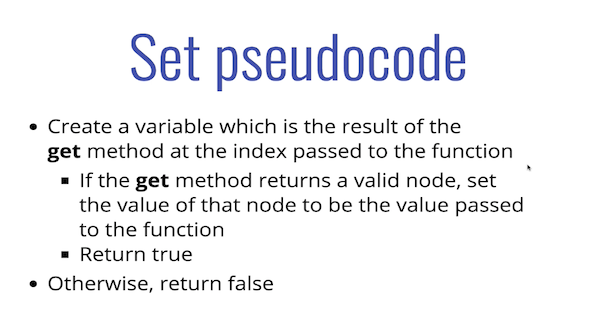 Set pseudocode
• Create a variable which is the result of the
get method at the index passed to the function
▪ If the get method returns a valid node, set
the value of that node to be the value passed
to the function
▪ Return true
• Otherwise, return false